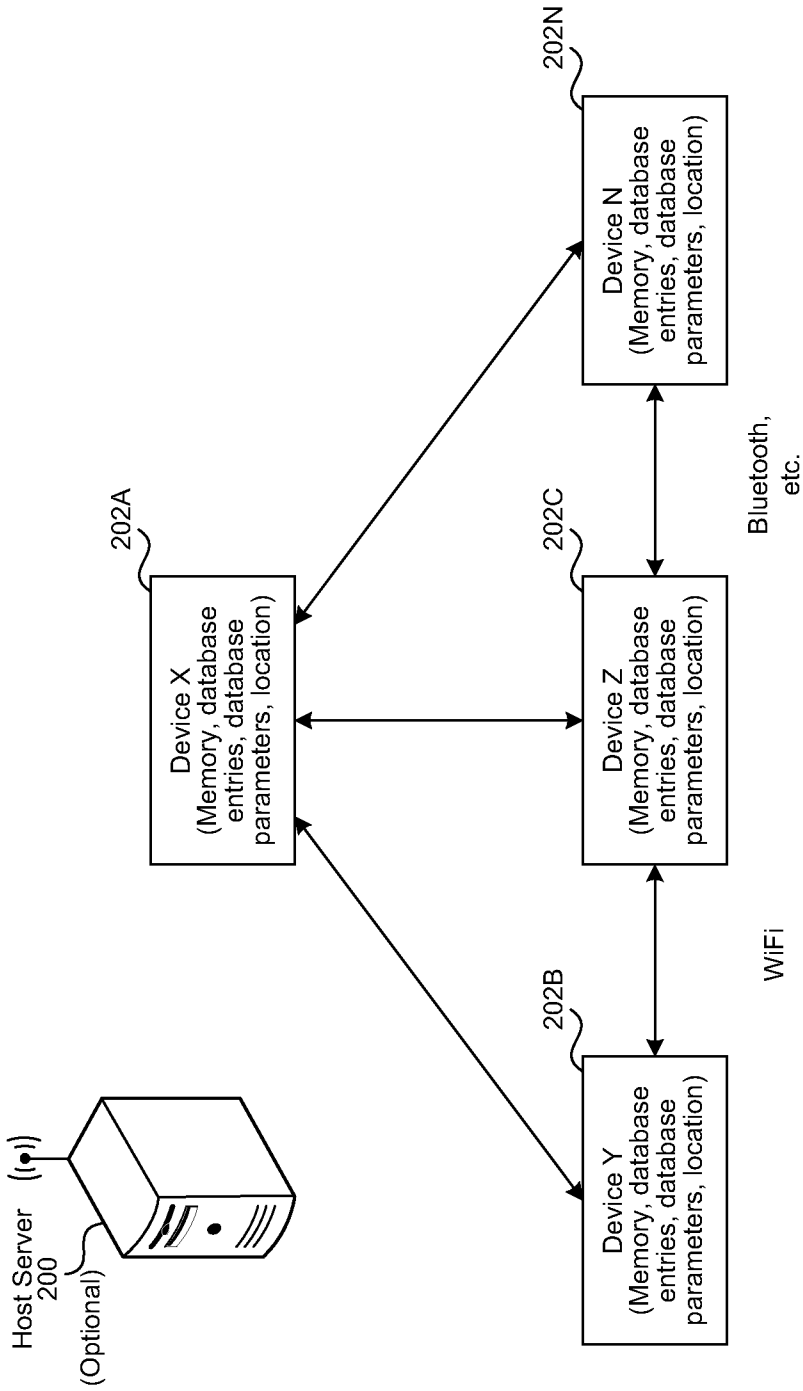 Host Server
200
(Optional)
202A
Device X
(Memory, database
entries, database
parameters, location)
202B
Device Y
(Memory, database
entries, database
parameters, location)
202C
Device Z
(Memory, database
entries, database
parameters, location)
202N
Device N
(Memory, database
entries, database
parameters, location)
WiFi
Bluetooth,
etc.